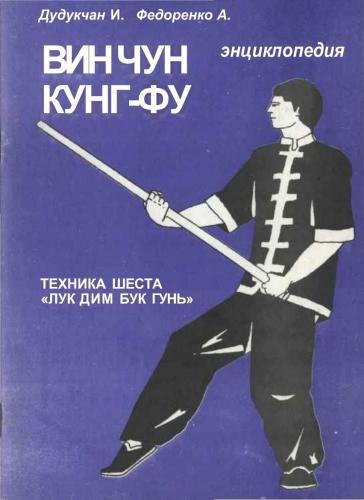 Дудукчан И. Федоренко А.
энциклопедия
ВИН ЧУН
КУНГ-ФУ
ТЕХНИКА ШЕСТА
«ЛУК ДИМ БУК ГУНЬ»